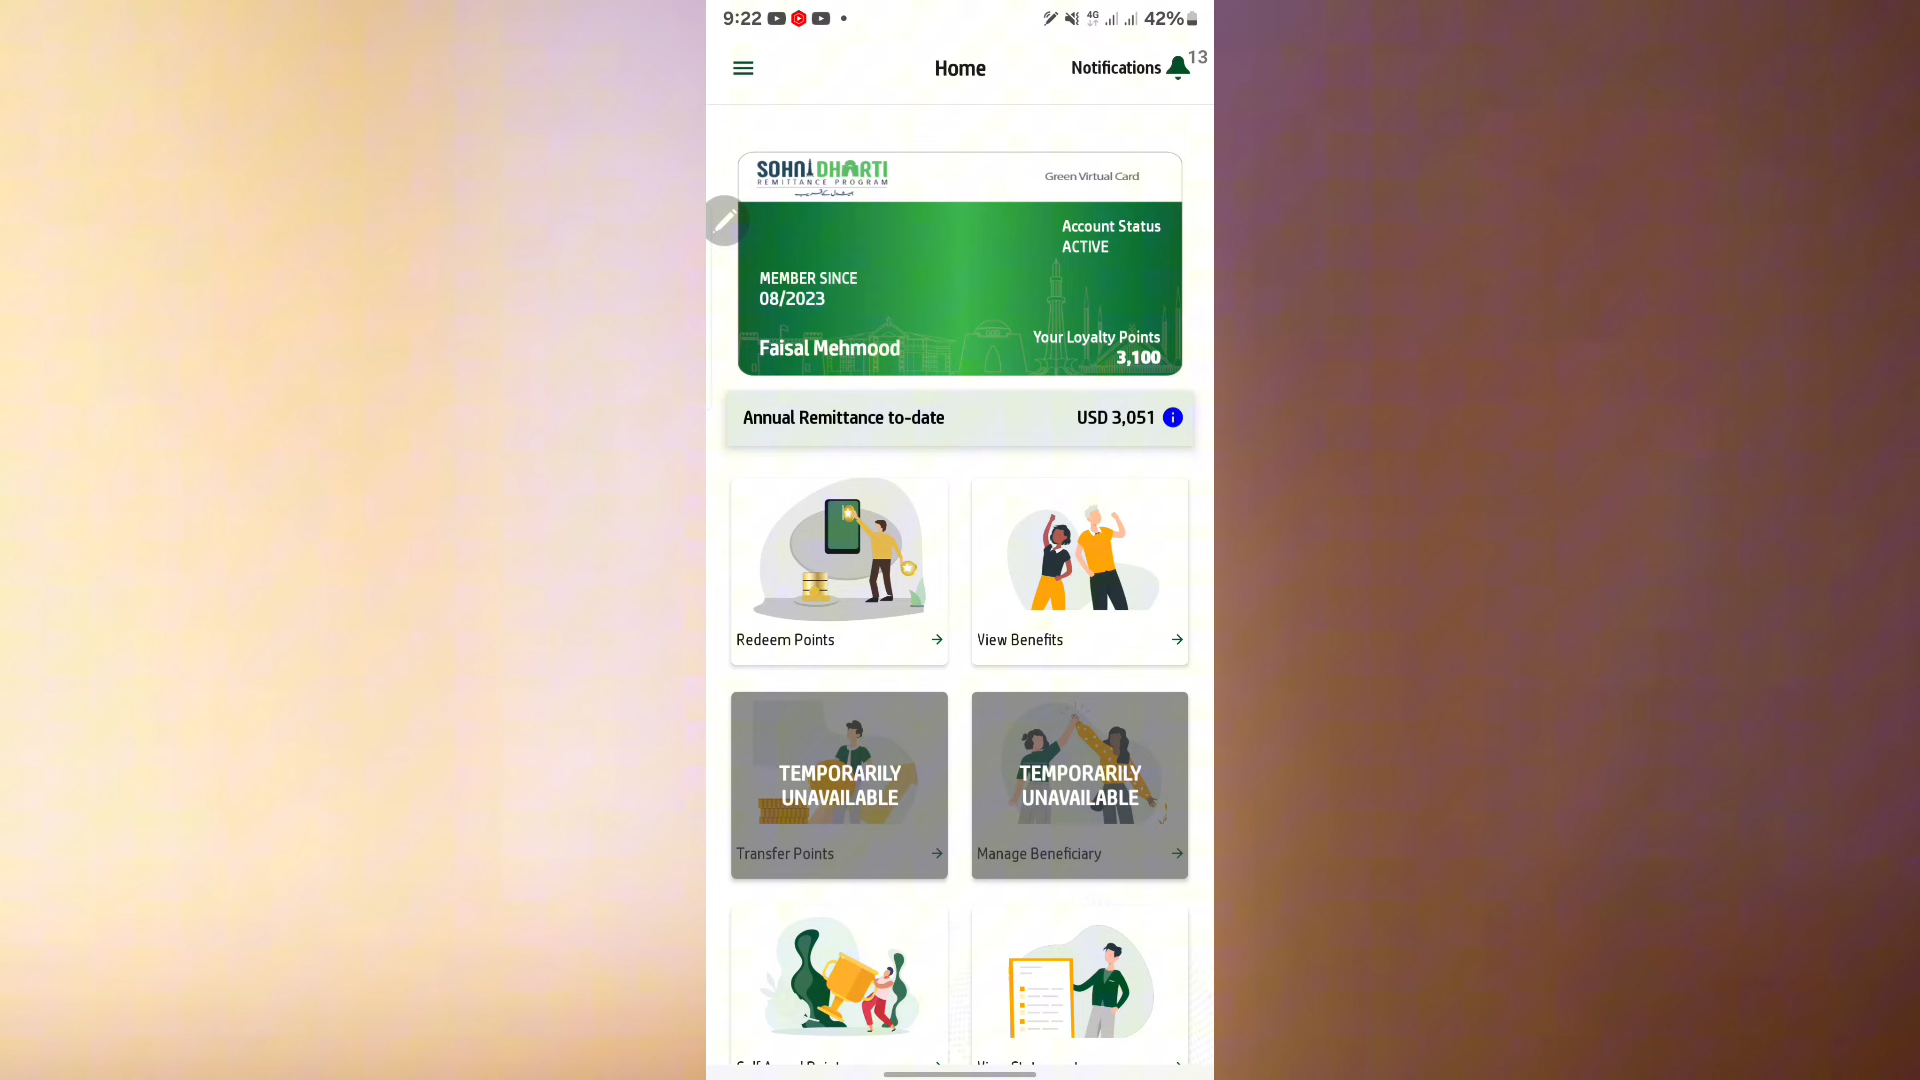 9:22 4G 42%
Home
Notifications 13
SOHNI DHARTI
REMITTANCE PROGRAM
Green Virtual Card
Account Status
ACTIVE
MEMBER SINCE
08/2023
Faisal Mehmood
Your Loyalty Points
3,100
Annual Remittance to-date USD 3,051
Redeem Points
View Benefits
TEMPORARILY
UNAVAILABLE
Transfer Points
TEMPORARILY
UNAVAILABLE
Manage Beneficiary